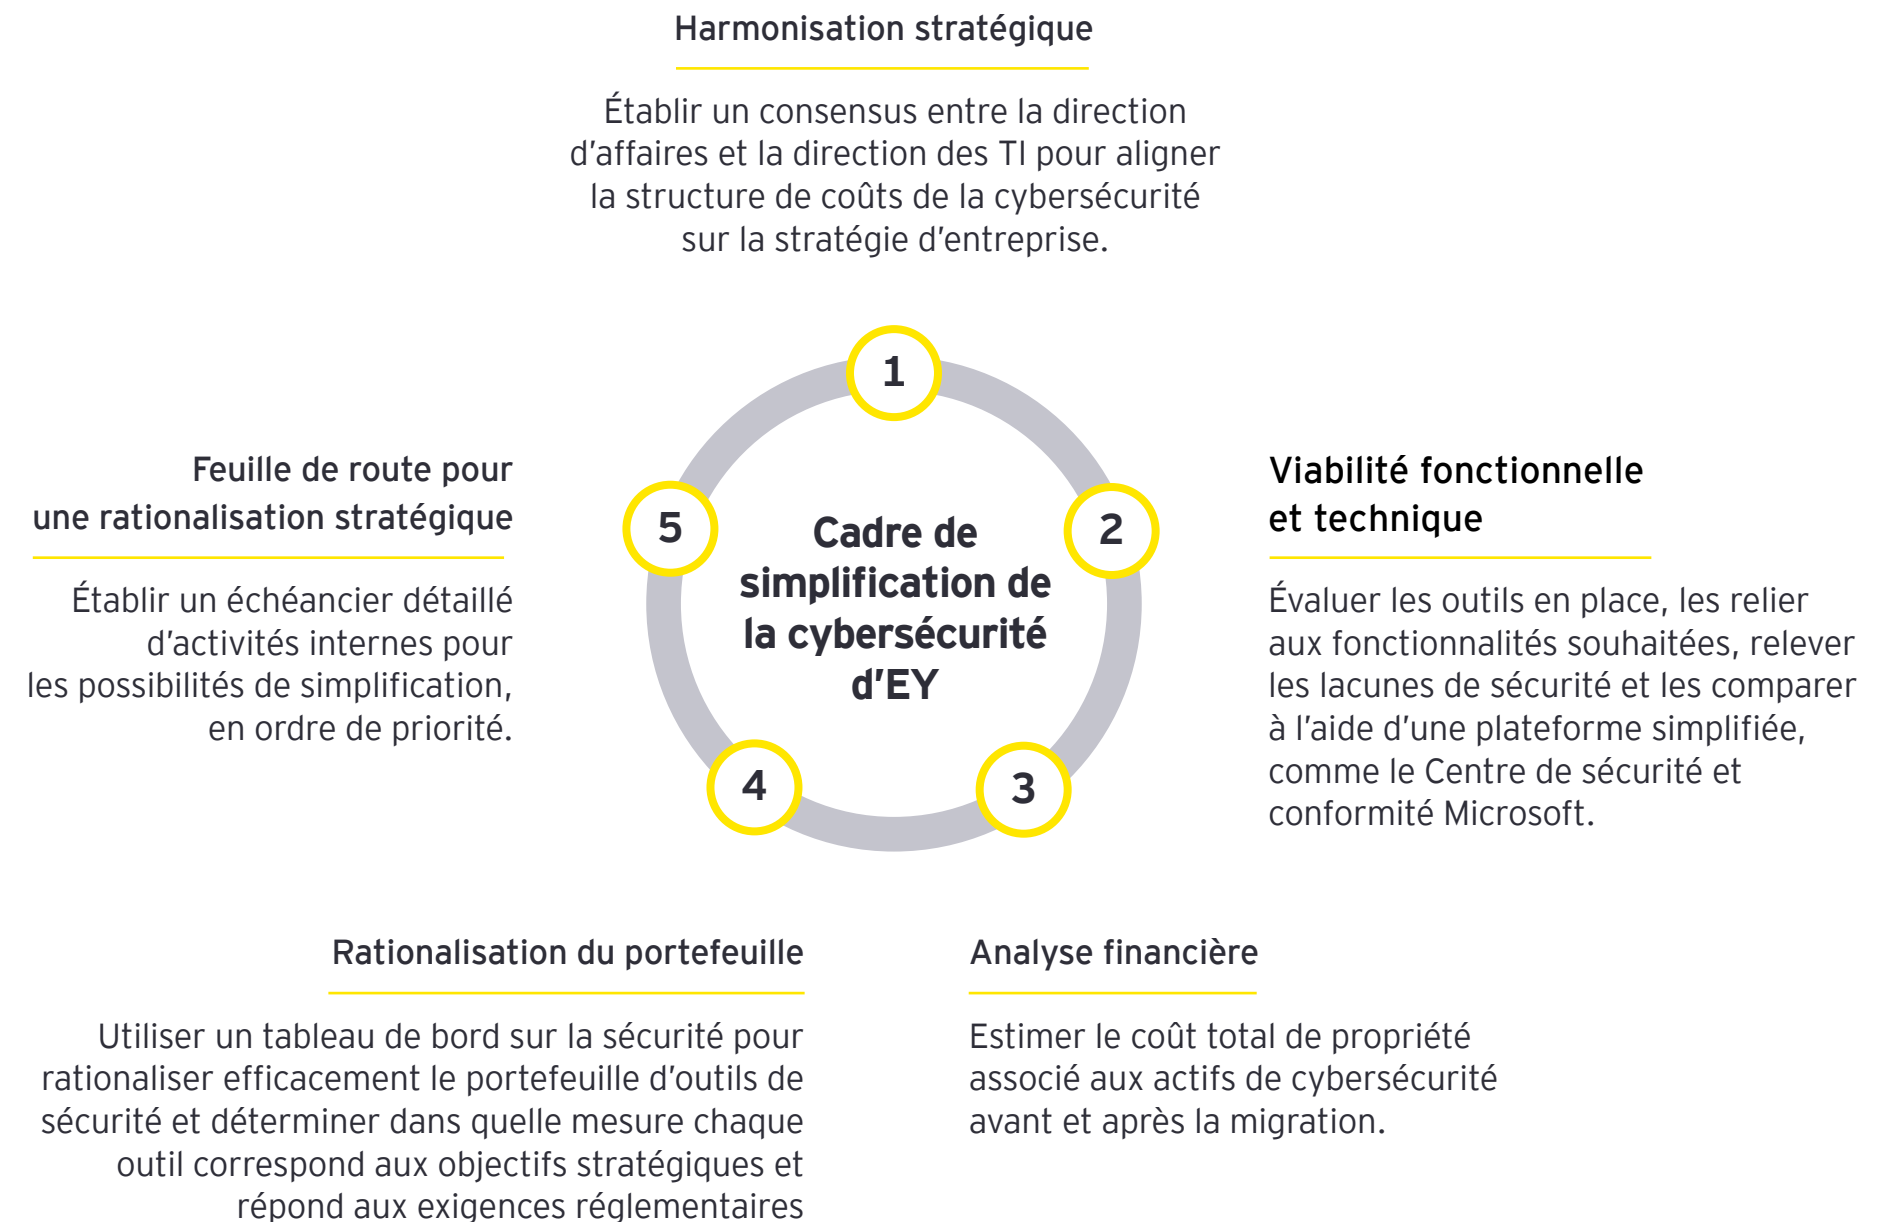 Harmonisation stratégique
Établir un consensus entre la direction
d'affaires et la direction des TI pour aligner
la structure de coûts de la cybersécurité
sur la stratégie d'entreprise.
1
2
3
4
5
Cadre de
simplification de
la cybersécurité
d'EY
Viabilité fonctionnelle
et technique
Évaluer les outils en place, les relier
aux fonctionnalités souhaitées, relever
les lacunes de sécurité et les comparer
à l'aide d'une plateforme simplifiée,
comme le Centre de sécurité et
conformité Microsoft.
Analyse financière
Estimer le coût total de propriété
associé aux actifs de cybersécurité
avant et après la migration.
Rationalisation du portefeuille
Utiliser un tableau de bord sur la sécurité pour
rationaliser efficacement le portefeuille d'outils de
sécurité et déterminer dans quelle mesure chaque
outil correspond aux objectifs stratégiques et
répond aux exigences réglementaires
Feuille de route pour
une rationalisation stratégique
Établir un échéancier détaillé
d'activités internes pour
les possibilités de simplification,
en ordre de priorité.